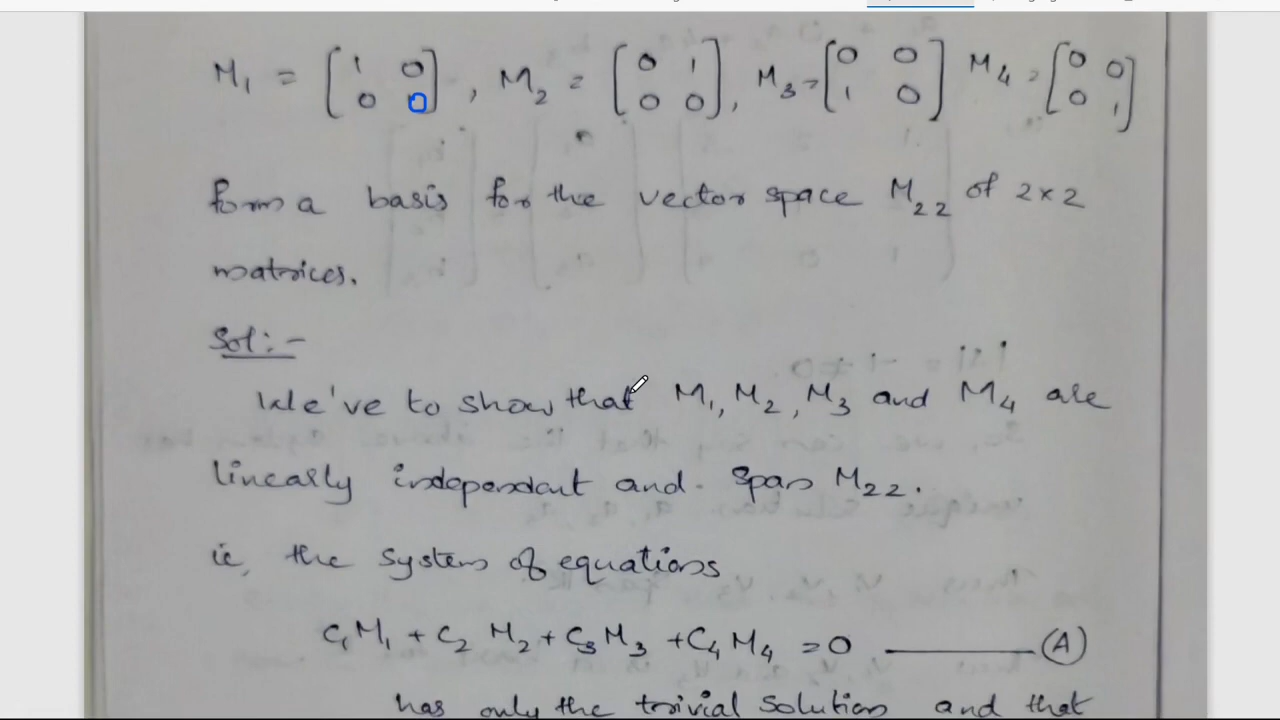 M₁ = [1 0; 0 0], M₂ = [0 1; 0 0], M₃ = [0 0; 1 0] M₄ = [0 0; 0 1]
form a basis for the vector space M₂₂ of 2×2
matrices.
Sol:-
We've to show that M₁, M₂, M₃ and M₄ are
linearly independent and span M₂₂.
ie, the system of equations
C₁M₁ + C₂ M₂ + C₃M₃ + C₄M₄ = 0 ——— (A)
has only the trivial solution and that